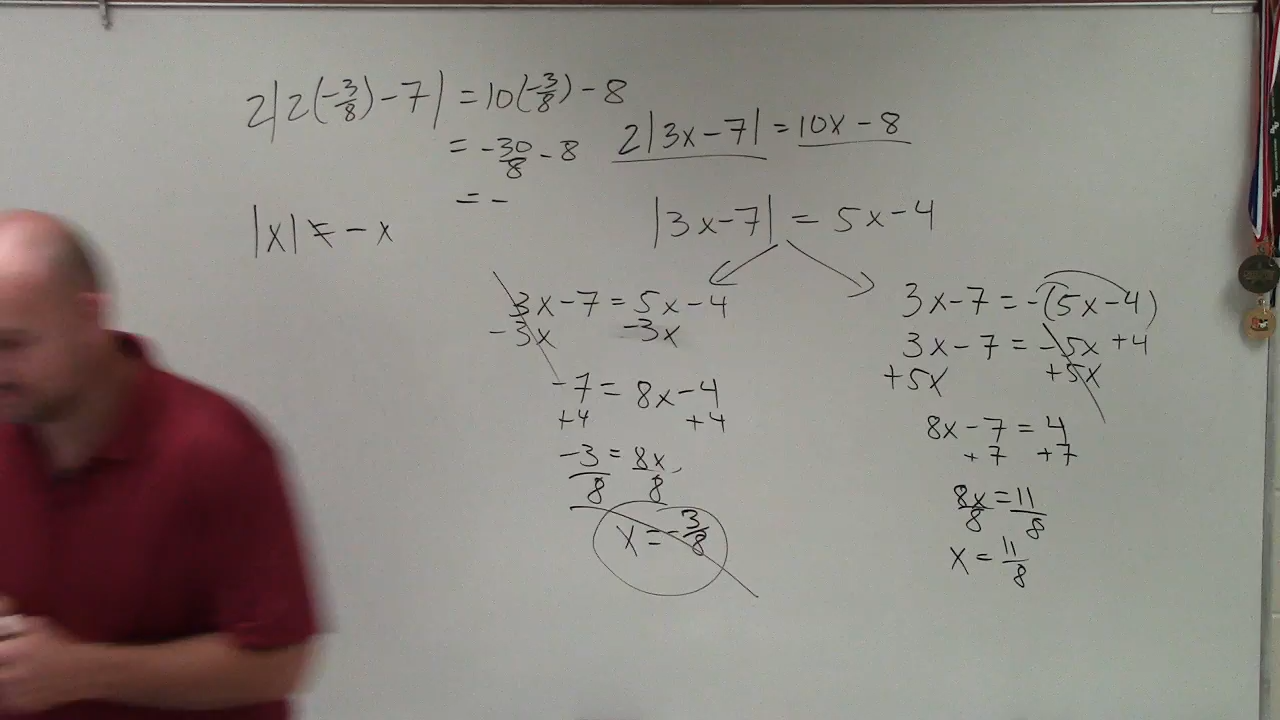 2|2(-3/8)-7| = 10(-3/8) - 8
= -30/8 - 8
= -
|x| ≠ -x
2|3x-7| = 10x-8
|3x-7| = 5x-4
3x-7 = 5x-4
-3x -3x
-7 = 8x-4
+4 +4
-3/8 = 8x/8
x = -3/8
3x-7 = -(5x-4)
3x-7 = -5x+4
+5x +5x
8x-7 = 4
+7 +7
8x/8 = 11/8
x = 11/8